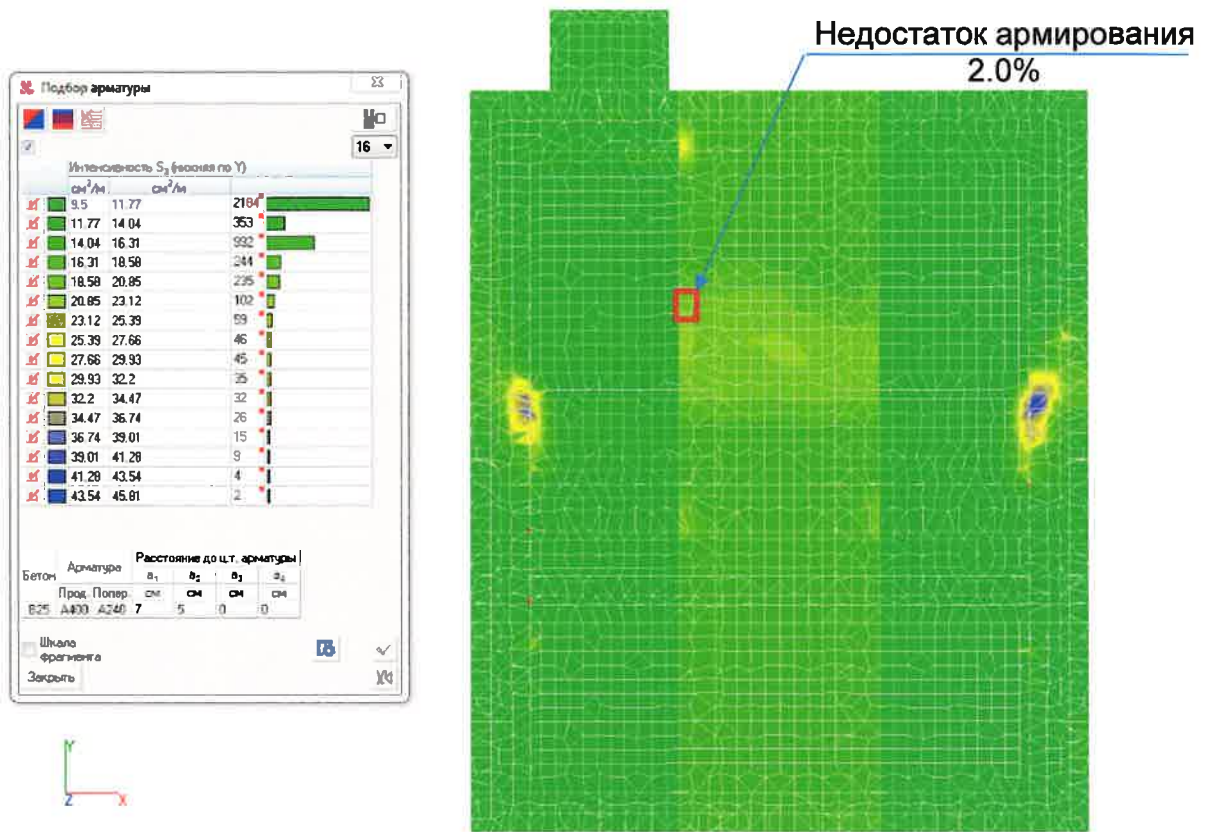 Недостаток армирования
2.0%
Подбор арматуры
16
Интенсивность S3 (нижняя по Y)
см²/м см²/м
9.5 11.77 2184
11.77 14.04 353
14.04 16.31 992
16.31 18.58 244
18.58 20.85 235
20.85 23.12 102
23.12 25.39 59
25.39 27.66 46
27.66 29.93 45
29.93 32.2 35
32.2 34.47 32
34.47 36.74 26
36.74 39.01 15
39.01 41.28 9
41.28 43.54 4
43.54 45.81 2
Бетон Арматура Расстояние до ц.т. арматуры
a1 a2 a3 a4
Прод. Попер. см см см см
B25 A400 A240 7 5 0 0
Шкала
фрагмента
Закрыть
Y
Z X